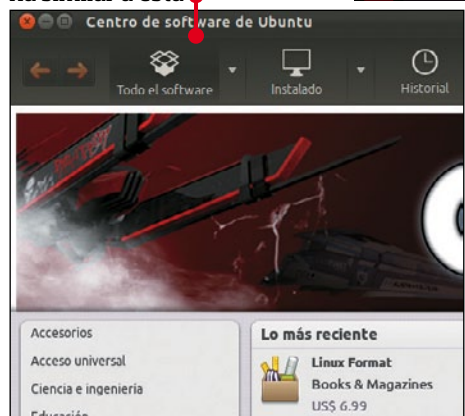 Centro de software de Ubuntu
Todo el software
Instalado
Historial
Accesorios
Acceso universal
Ciencia e ingeniería
Educación
Lo más reciente
Linux Format
Books & Magazines
US$ 6.99